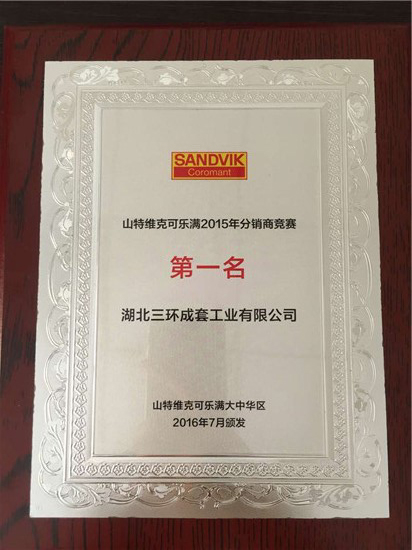 SANDVIK
Coromant
山特维克可乐满2015年分销商竞赛
第一名
湖北三环成套工业有限公司
山特维克可乐满大中华区
2016年7月颁发